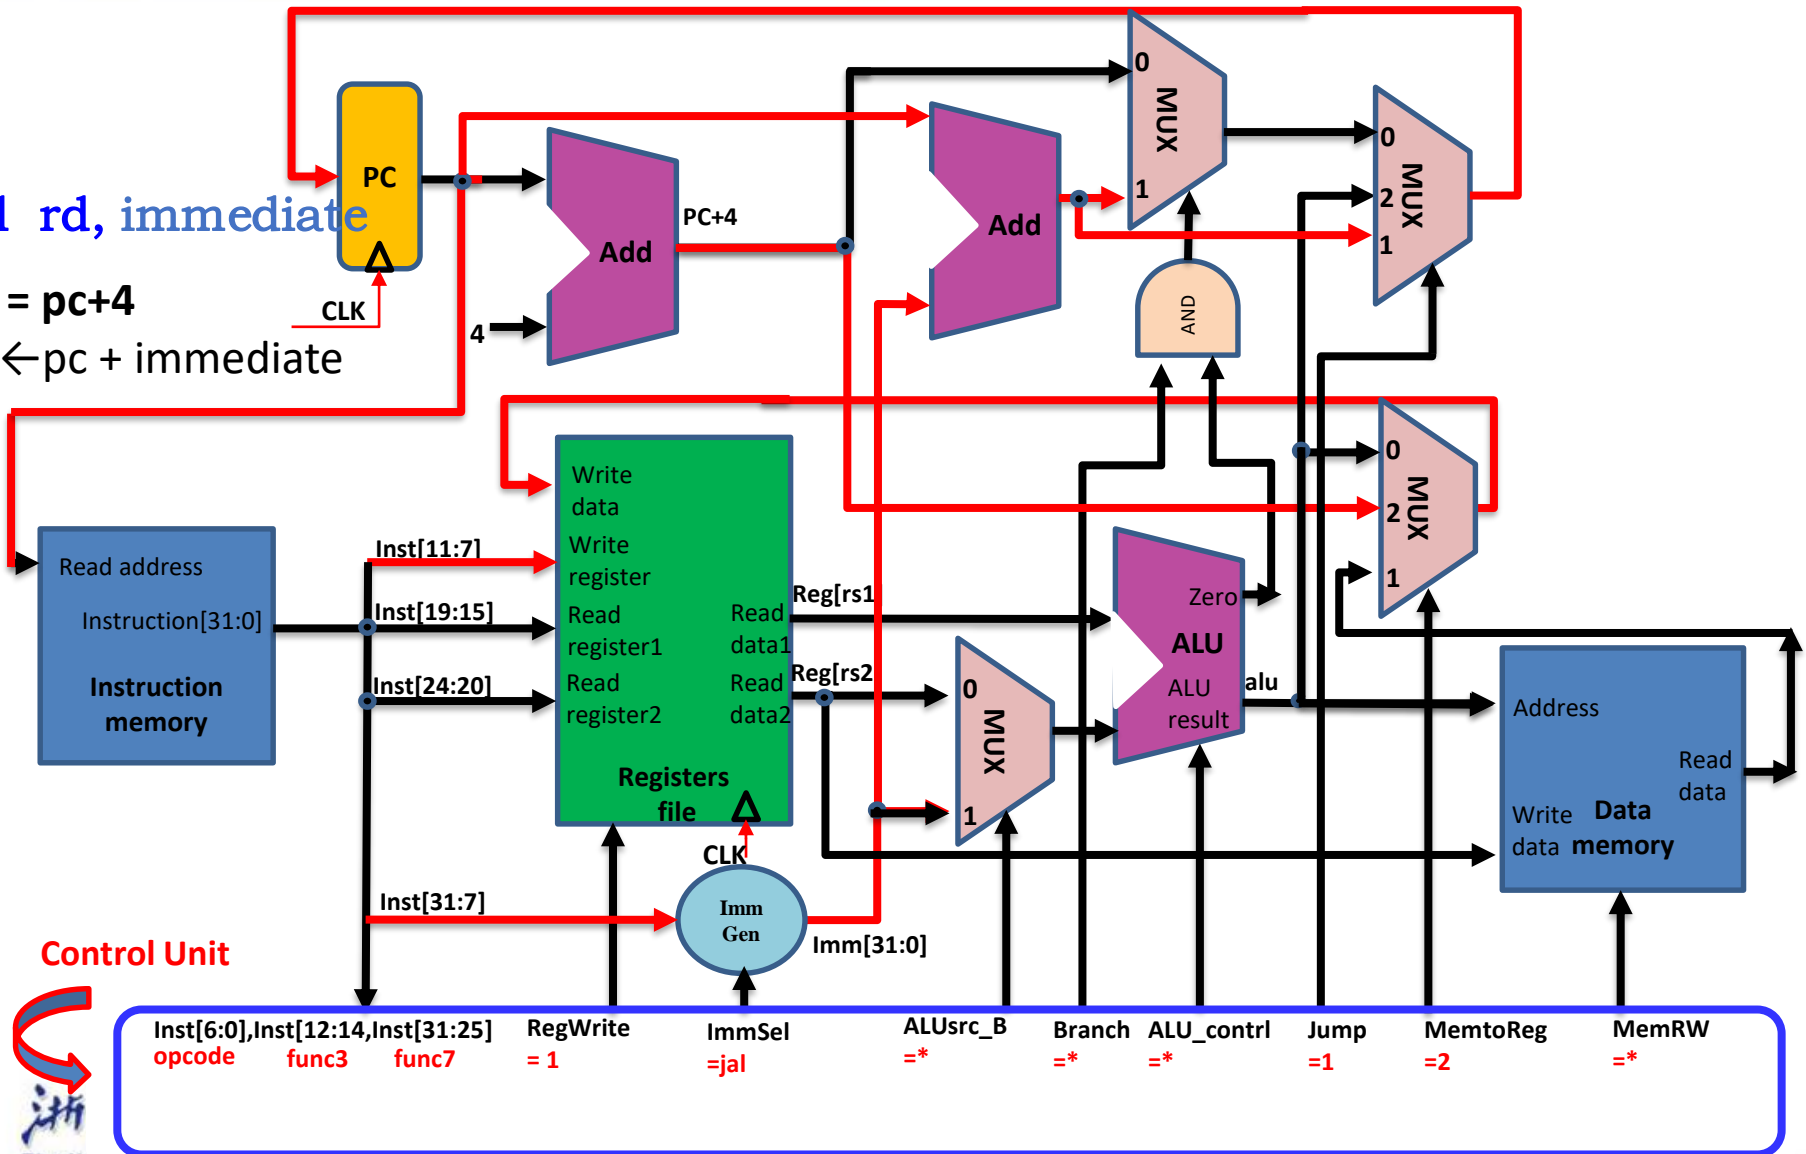 0
MUX
1
0
2
MUX
1
PC
PC+4
Add
Add
l rd, immediate
= pc+4
CLK
4
←pc + immediate
AND
Write
data
0
MUX
2
1
Inst[11:7]
Write
register
Read address
Instruction[31:0]
Inst[19:15]
Read
register1
Read
data1
Reg[rs1
Zero
ALU
Instruction
memory
Inst[24:20]
Read
register2
Read
data2
Reg[rs2
0
MUX
1
ALU
result
alu
Address
Read
data
Registers
file
Write
data
Data
memory
CLK
Inst[31:7]
Imm
Gen
Imm[31:0]
Control Unit
Inst[6:0],Inst[12:14,Inst[31:25]
opcode func3 func7
RegWrite
= 1
ImmSel
=jal
ALUsrc_B
=*
Branch
=*
ALU_contrl
=*
Jump
=1
MemtoReg
=2
MemRW
=*
浙